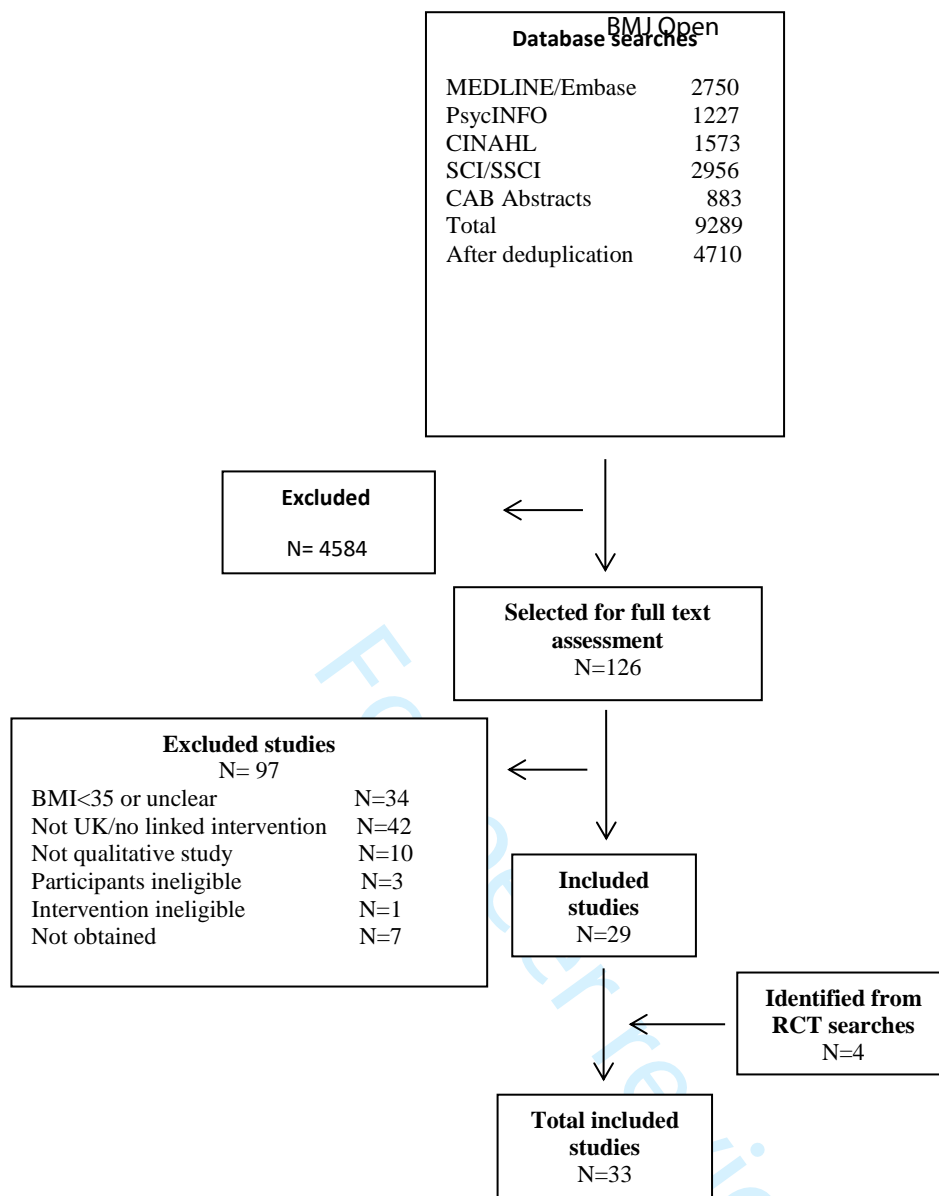 BMJ Open
Database searches
MEDLINE/Embase 2750
PsycINFO 1227
CINAHL 1573
SCI/SSCI 2956
CAB Abstracts 883
Total 9289
After deduplication 4710
Excluded
N= 4584
Selected for full text
assessment
N=126
Excluded studies
N= 97
BMI<35 or unclear N=34
Not UK/no linked intervention N=42
Not qualitative study N=10
Participants ineligible N=3
Intervention ineligible N=1
Not obtained N=7
Included
studies
N=29
Identified from
RCT searches
N=4
Total included
studies
N=33